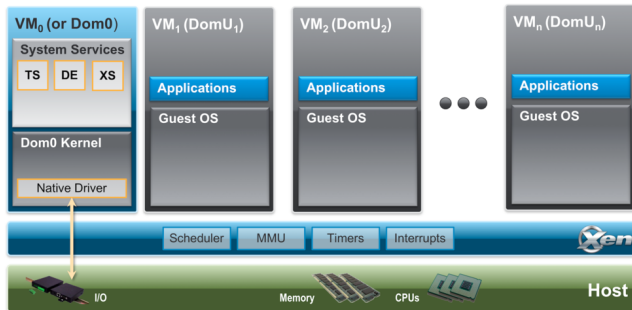 VM0 (or Dom0)
System Services
TS DE XS
Dom0 Kernel
Native Driver
VM1 (DomU1)
Applications
Guest OS
VM2 (DomU2)
Applications
Guest OS
VMn (DomUn)
Applications
Guest OS
Scheduler MMU Timers Interrupts
Xen
I/O Memory CPUs Host